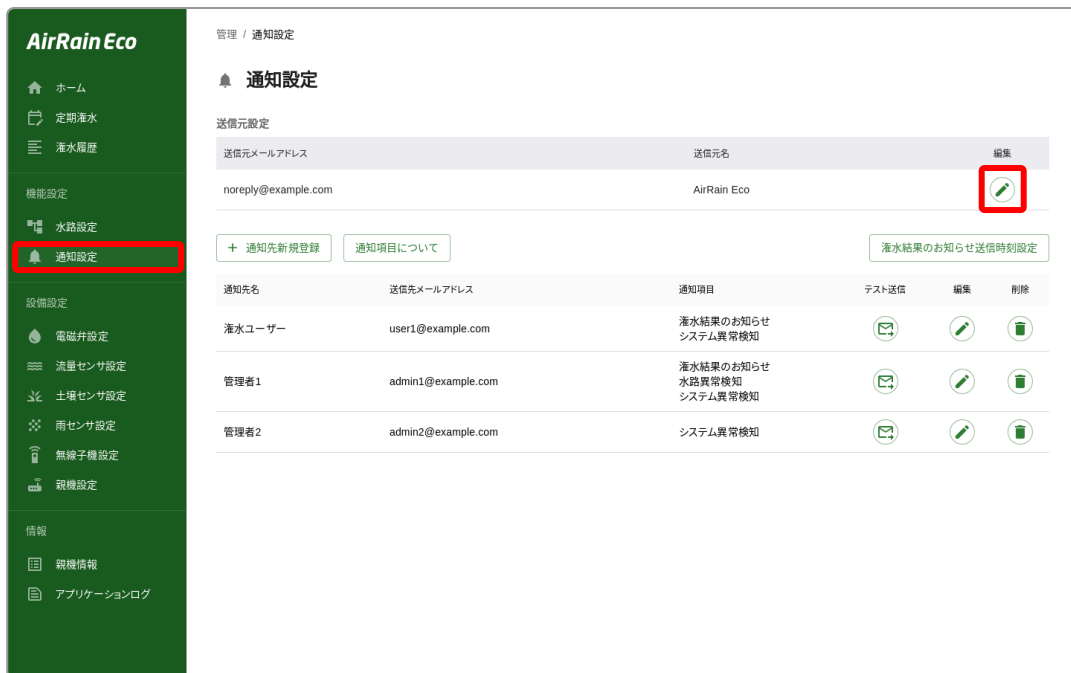 AirRain Eco
ホーム
定期潅水
潅水履歴
機能設定
水路設定
通知設定
設備設定
電磁弁設定
流量センサ設定
土壌センサ設定
雨センサ設定
無線子機設定
親機設定
情報
親機情報
アプリケーションログ
管理 / 通知設定
通知設定
送信元設定
送信元メールアドレス 送信元名 編集
noreply@example.com AirRain Eco
+ 通知先新規登録 通知項目について 潅水結果のお知らせ送信時刻設定
通知先名 送信先メールアドレス 通知項目 テスト送信 編集 削除
潅水ユーザー user1@example.com 潅水結果のお知らせ
システム異常検知
管理者1 admin1@example.com 潅水結果のお知らせ
水路異常検知
システム異常検知
管理者2 admin2@example.com システム異常検知